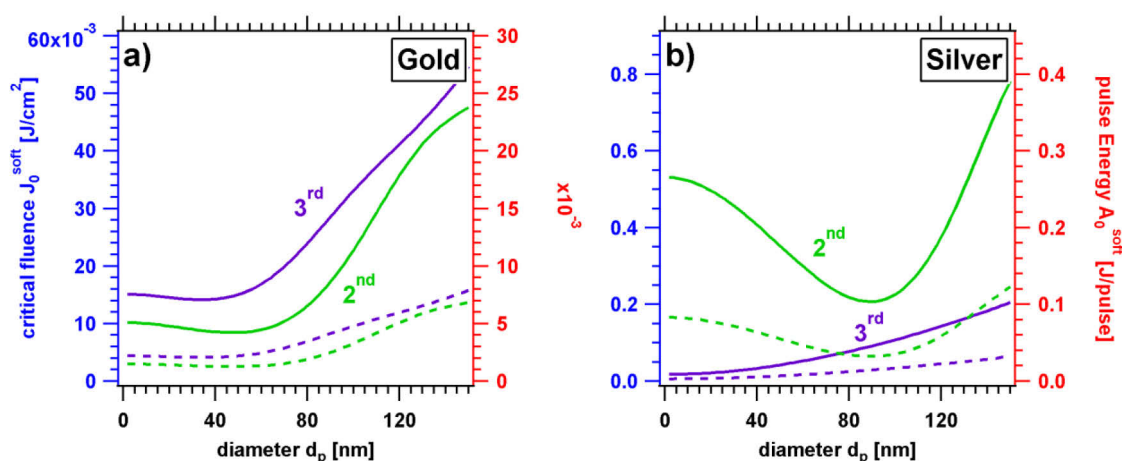 a)
Gold
60x10⁻³
50
40
30
20
10
0
critical fluence J₀ˢᵒᶠᵗ [J/cm²]
3ʳᵈ
2ⁿᵈ
30
25
20
15
10
5
0
x10⁻³
0
40
80
120
diameter dₚ [nm]
b)
Silver
0.8
0.6
0.4
0.2
0.0
2ⁿᵈ
3ʳᵈ
0.4
0.3
0.2
0.1
0.0
pulse Energy A₀ˢᵒᶠᵗ [J/pulse]
0
40
80
120
diameter dₚ [nm]